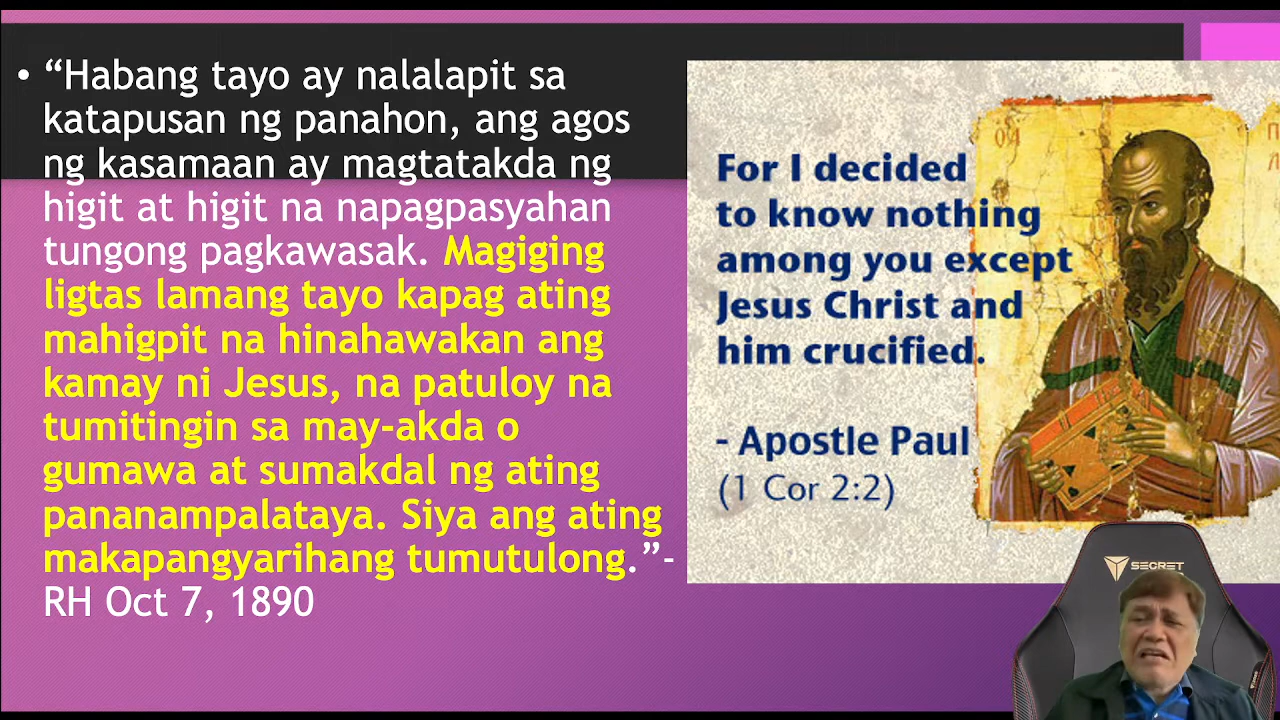 • “Habang tayo ay nalalapit sa
katapusan ng panahon, ang agos
ng kasamaan ay magtatakda ng
higit at higit na napagpasyahan
tungong pagkawasak. Magiging
ligtas lamang tayo kapag ating
mahigpit na hinahawakan ang
kamay ni Jesus, na patuloy na
tumitingin sa may-akda o
gumawa at sumakdal ng ating
pananampalataya. Siya ang ating
makapangyarihang tumutulong.”-
RH Oct 7, 1890
For I decided
to know nothing
among you except
Jesus Christ and
him crucified.
- Apostle Paul
(1 Cor 2:2)
SECRET